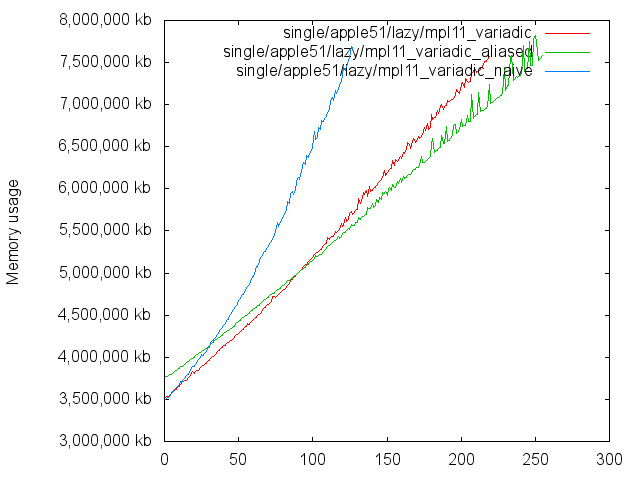 8,000,000 kb
7,500,000 kb
7,000,000 kb
6,500,000 kb
6,000,000 kb
5,500,000 kb
5,000,000 kb
4,500,000 kb
4,000,000 kb
3,500,000 kb
3,000,000 kb
Memory usage
single/apple51/lazy/mpl11_variadic
single/apple51/lazy/mpl11_variadic_aliased
single/apple51/lazy/mpl11_variadic_naive
0 50 100 150 200 250 300